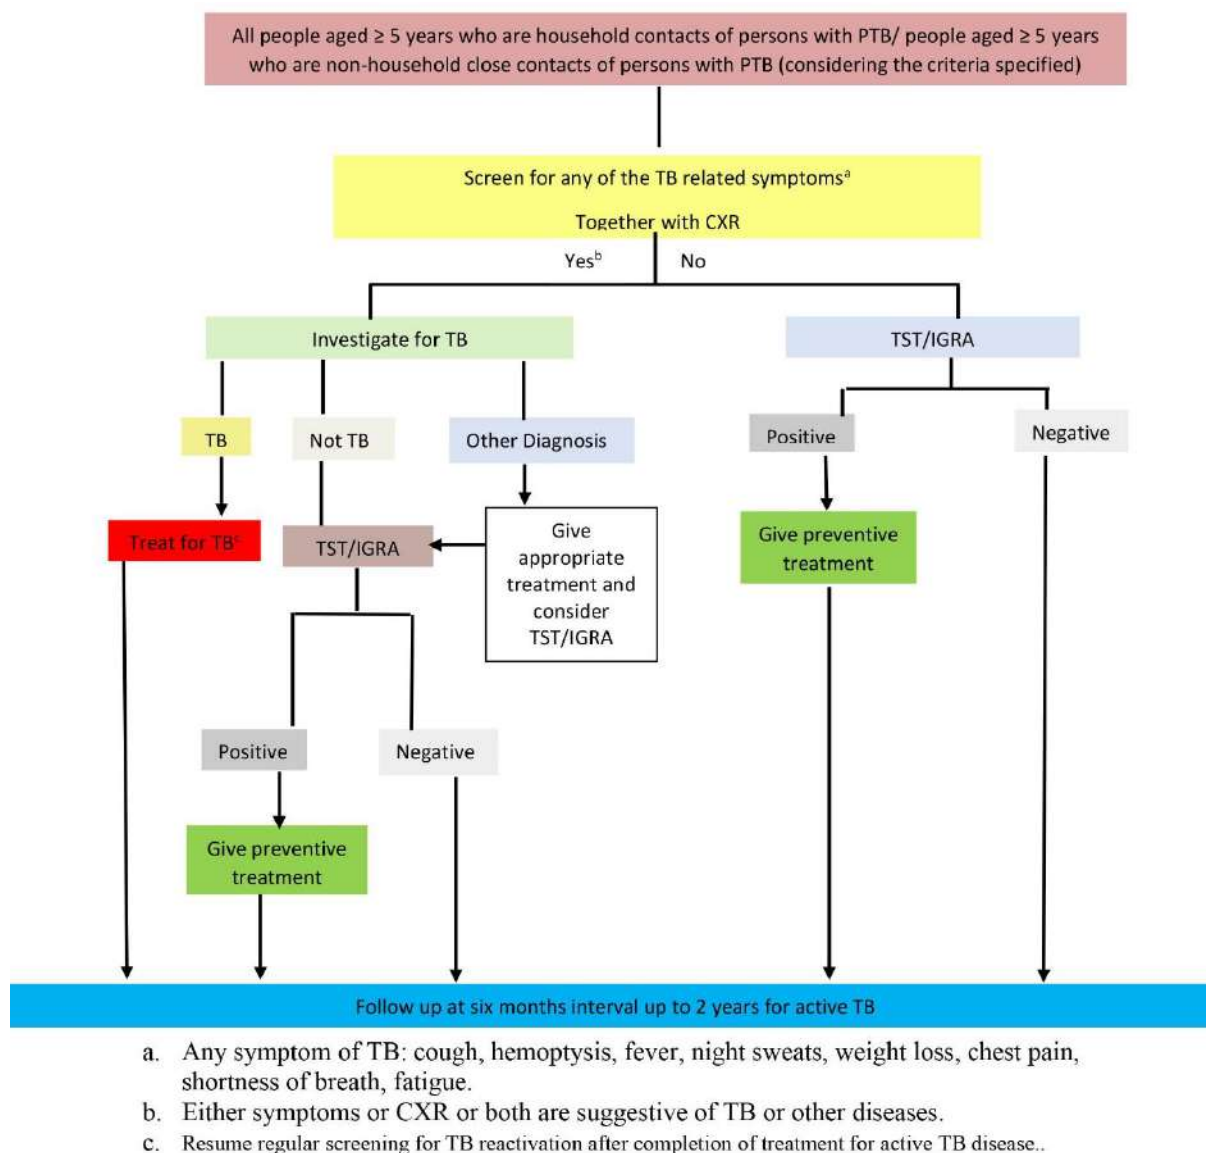 All people aged ≥ 5 years who are household contacts of persons with PTB/ people aged ≥ 5 years
who are non-household close contacts of persons with PTB (considering the criteria specified)
Screen for any of the TB related symptomsᵃ
Together with CXR
Yesᵇ
No
Investigate for TB
TST/IGRA
TB
Not TB
Other Diagnosis
Positive
Negative
Treat for TBᶜ
TST/IGRA
Give
appropriate
treatment and
consider
TST/IGRA
Give preventive
treatment
Positive
Negative
Give preventive
treatment
Follow up at six months interval up to 2 years for active TB
a. Any symptom of TB: cough, hemoptysis, fever, night sweats, weight loss, chest pain,
shortness of breath, fatigue.
b. Either symptoms or CXR or both are suggestive of TB or other diseases.
c. Resume regular screening for TB reactivation after completion of treatment for active TB disease..